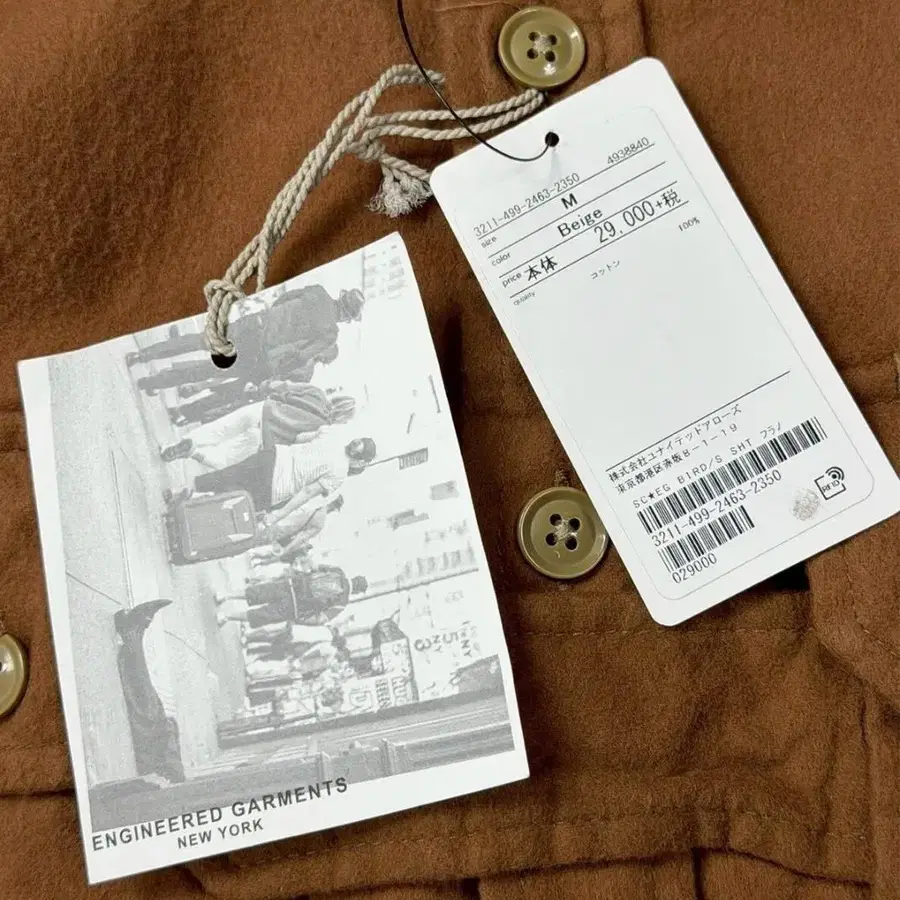 3211-499-2463-2350 4938840
size M
color Beige
price 本体 29,000+税
quality コットン 100%
株式会社ユナイテッドアローズ
東京都港区赤坂8-1-19
SC★EG BIRD/S SHT フラノ
3211-499-2463-2350
029000
RFID
ENGINEERED GARMENTS
NEW YORK